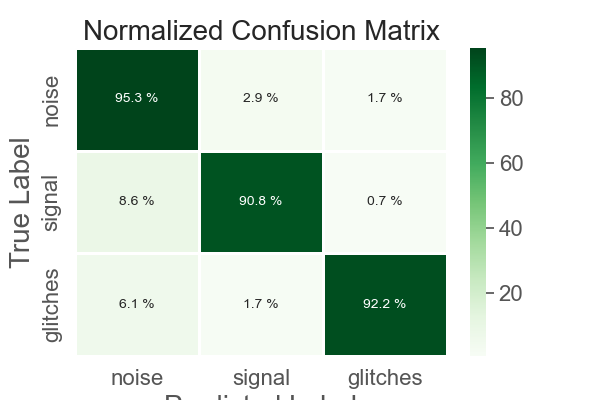 Normalized Confusion Matrix
True Label
noise
95.3 %
2.9 %
1.7 %
signal
8.6 %
90.8 %
0.7 %
glitches
6.1 %
1.7 %
92.2 %
noise
signal
glitches
80
60
40
20